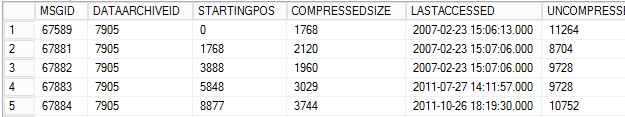 MSGID DATAARCHIVEID STARTINGPOS COMPRESSEDSIZE LASTACCESSED UNCOMPRESSE
1 67589 7905 0 1768 2007-02-23 15:06:13.000 11264
2 67881 7905 1768 2120 2007-02-23 15:07:06.000 8704
3 67882 7905 3888 1960 2007-02-23 15:07:06.000 9728
4 67883 7905 5848 3029 2011-07-27 14:11:57.000 9728
5 67884 7905 8877 3744 2011-10-26 18:19:30.000 10752